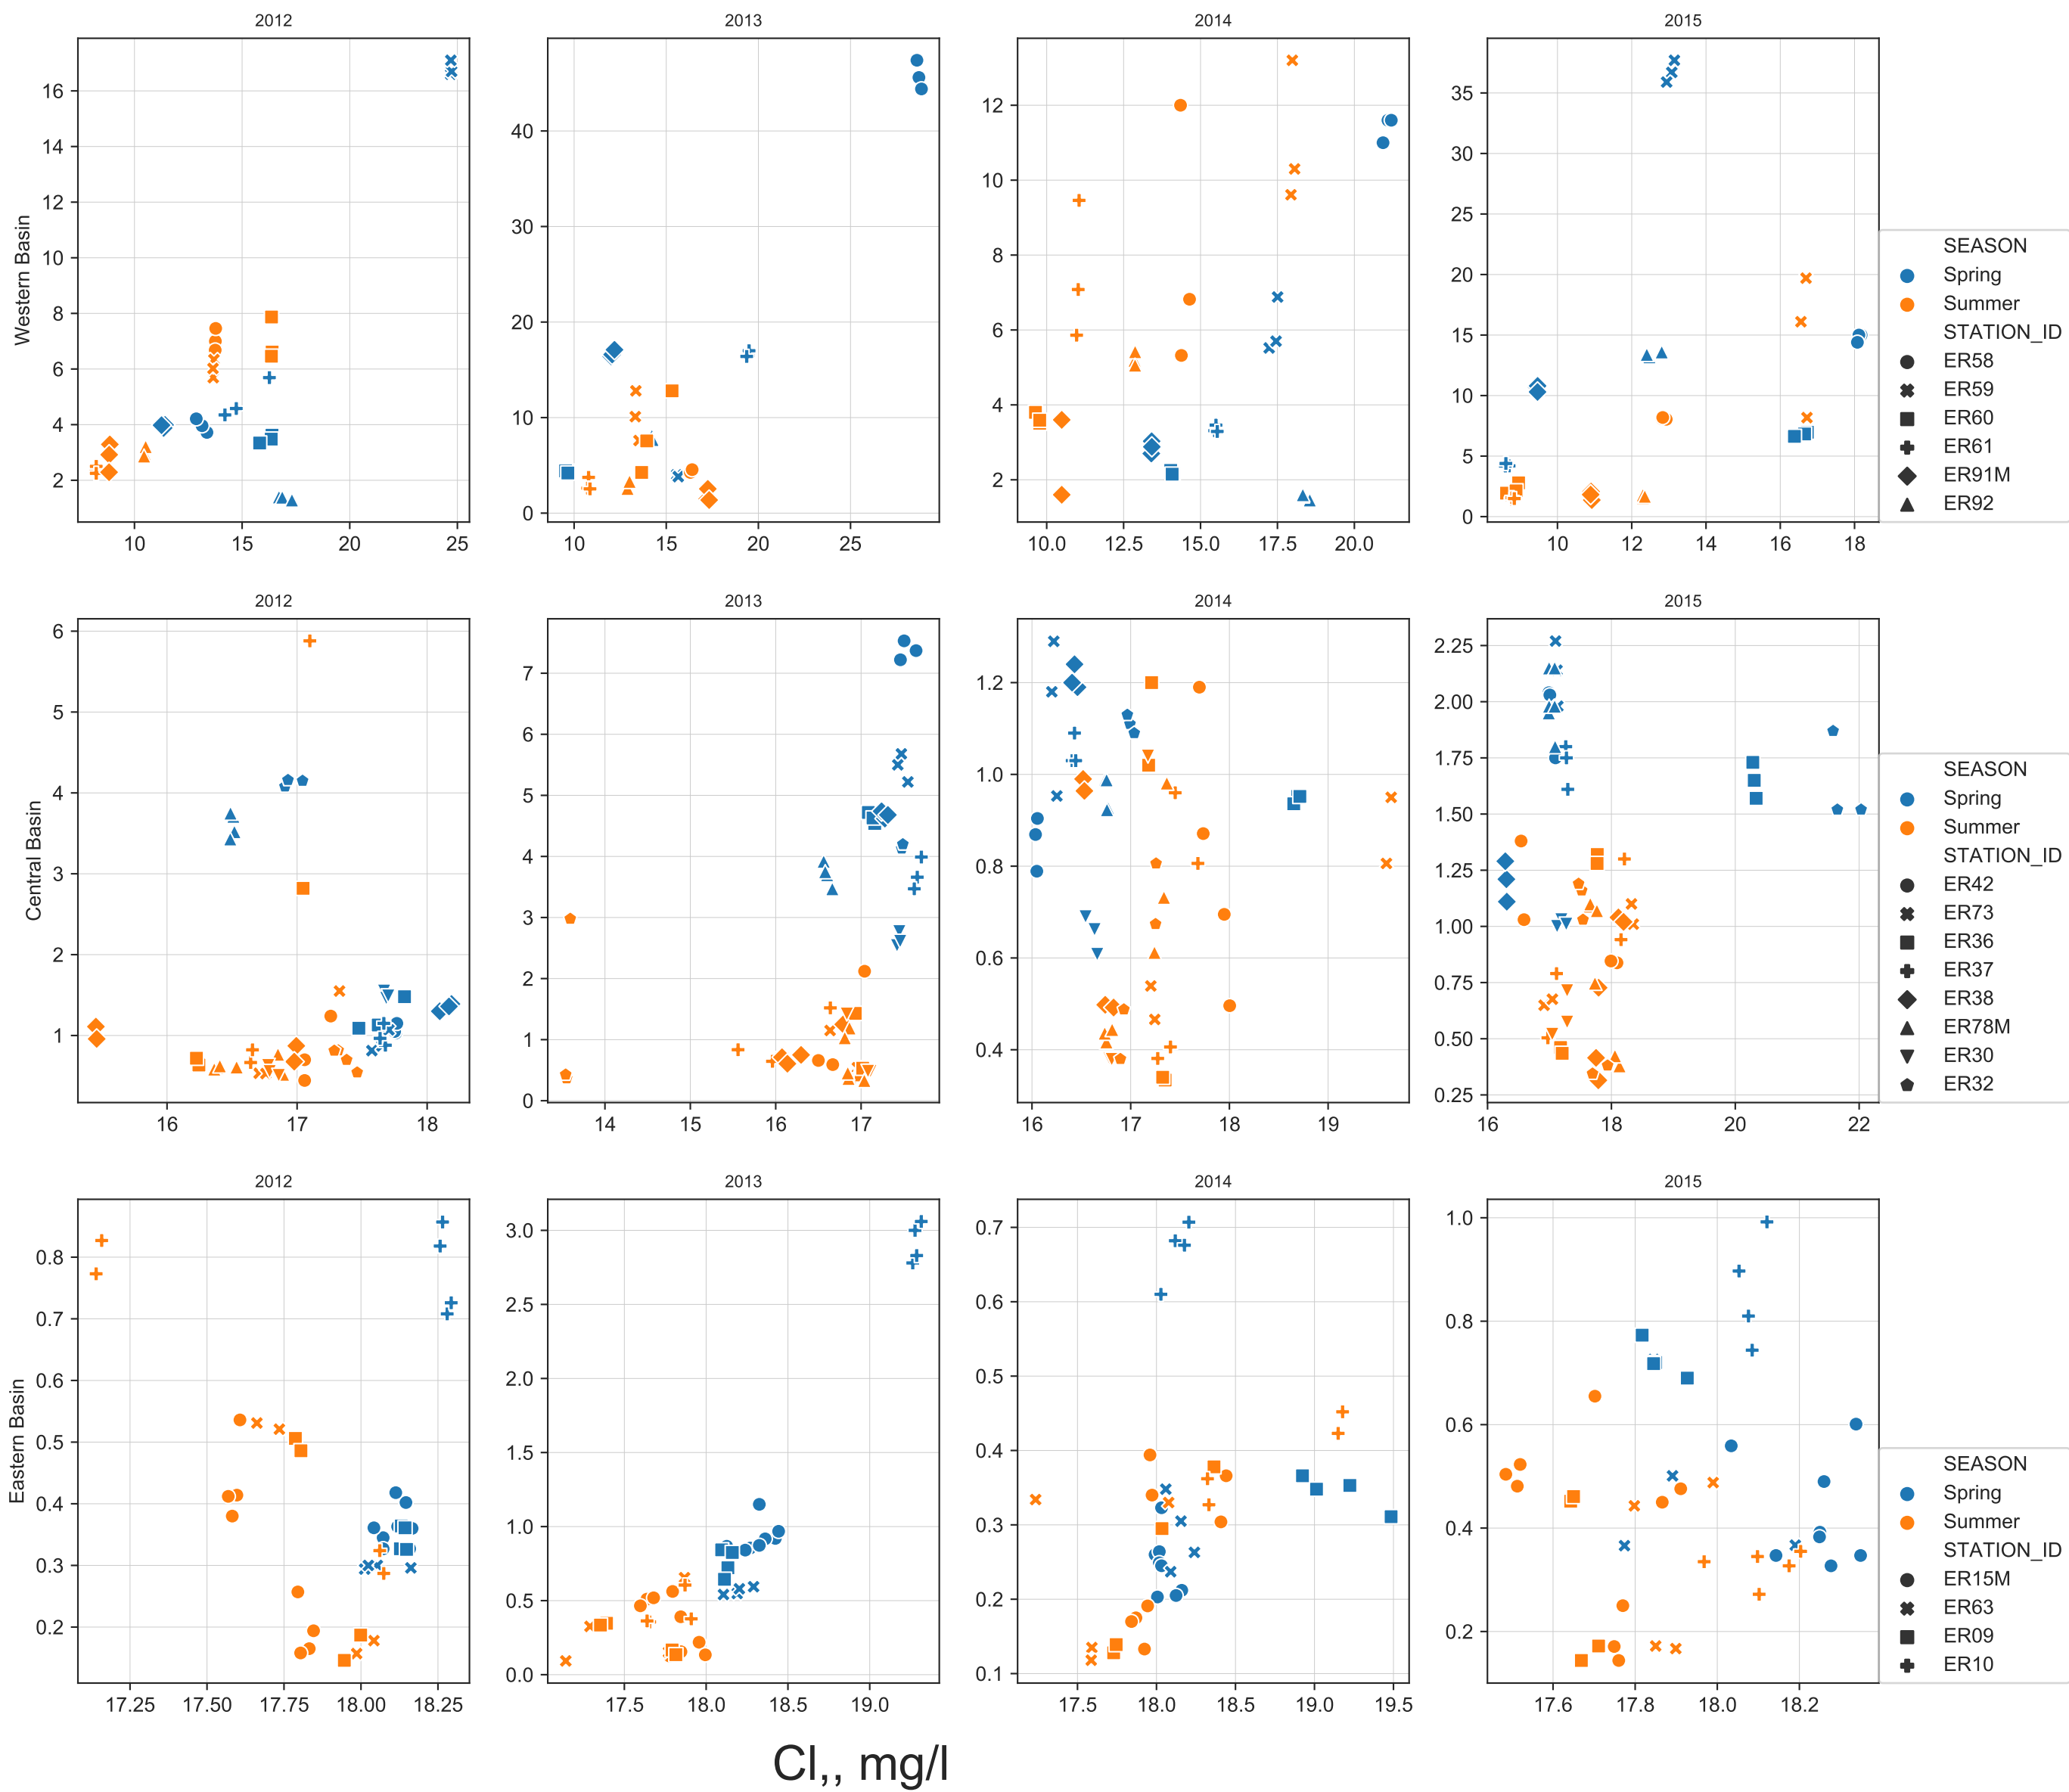 2012 2013 2014 2015
Western Basin
16 14 12 10 8 6 4 2
10 15 20 25
40 30 20 10 0
10 15 20 25
12 10 8 6 4 2
10.0 12.5 15.0 17.5 20.0
35 30 25 20 15 10 5 0
10 12 14 16 18
SEASON
Spring
Summer
STATION_ID
ER58
ER59
ER60
ER61
ER91M
ER92
2012 2013 2014 2015
Central Basin
6 5 4 3 2 1
16 17 18
7 6 5 4 3 2 1 0
14 15 16 17
1.2 1.0 0.8 0.6 0.4
16 17 18 19
2.25 2.00 1.75 1.50 1.25 1.00 0.75 0.50 0.25
16 18 20 22
SEASON
Spring
Summer
STATION_ID
ER42
ER73
ER36
ER37
ER38
ER78M
ER30
ER32
2012 2013 2014 2015
Eastern Basin
0.8 0.7 0.6 0.5 0.4 0.3 0.2
17.25 17.50 17.75 18.00 18.25
3.0 2.5 2.0 1.5 1.0 0.5 0.0
17.5 18.0 18.5 19.0
0.7 0.6 0.5 0.4 0.3 0.2 0.1
17.5 18.0 18.5 19.0 19.5
1.0 0.8 0.6 0.4 0.2
17.6 17.8 18.0 18.2
SEASON
Spring
Summer
STATION_ID
ER15M
ER63
ER09
ER10
Cl,, mg/l